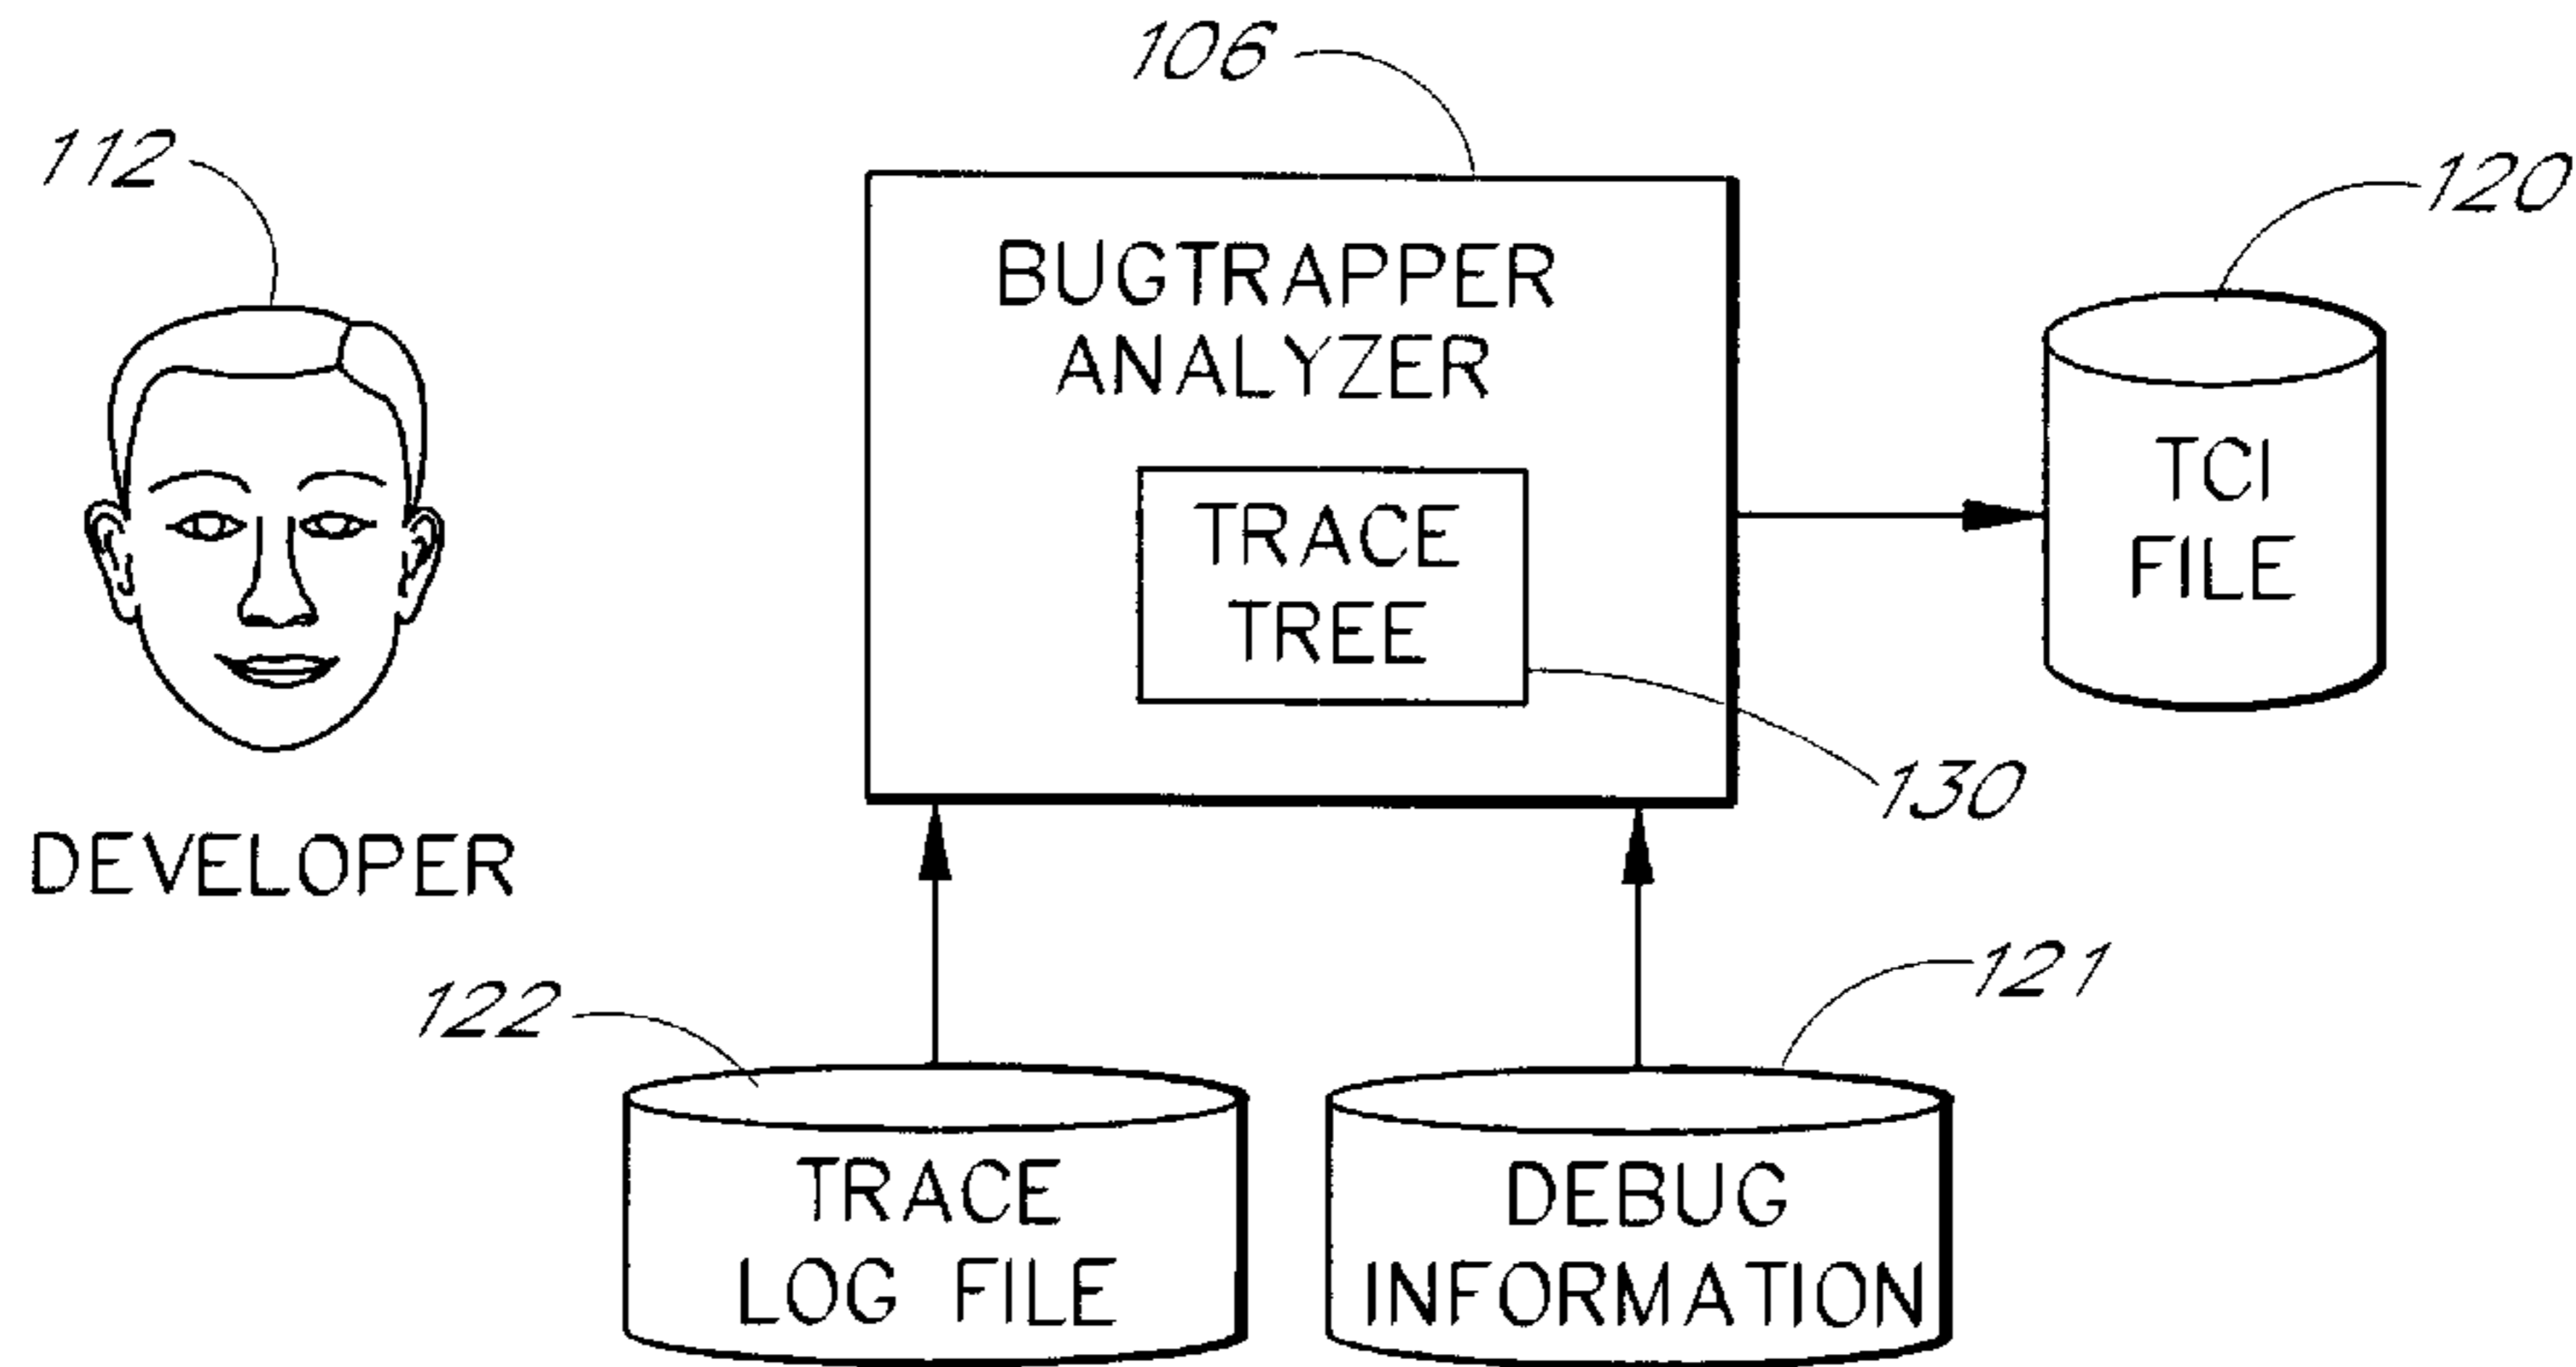 106
112
120
BUGTRAPPER
ANALYZER
TRACE
TREE
TCI
FILE
130
DEVELOPER
122
121
TRACE
LOG FILE
DEBUG
INFORMATION